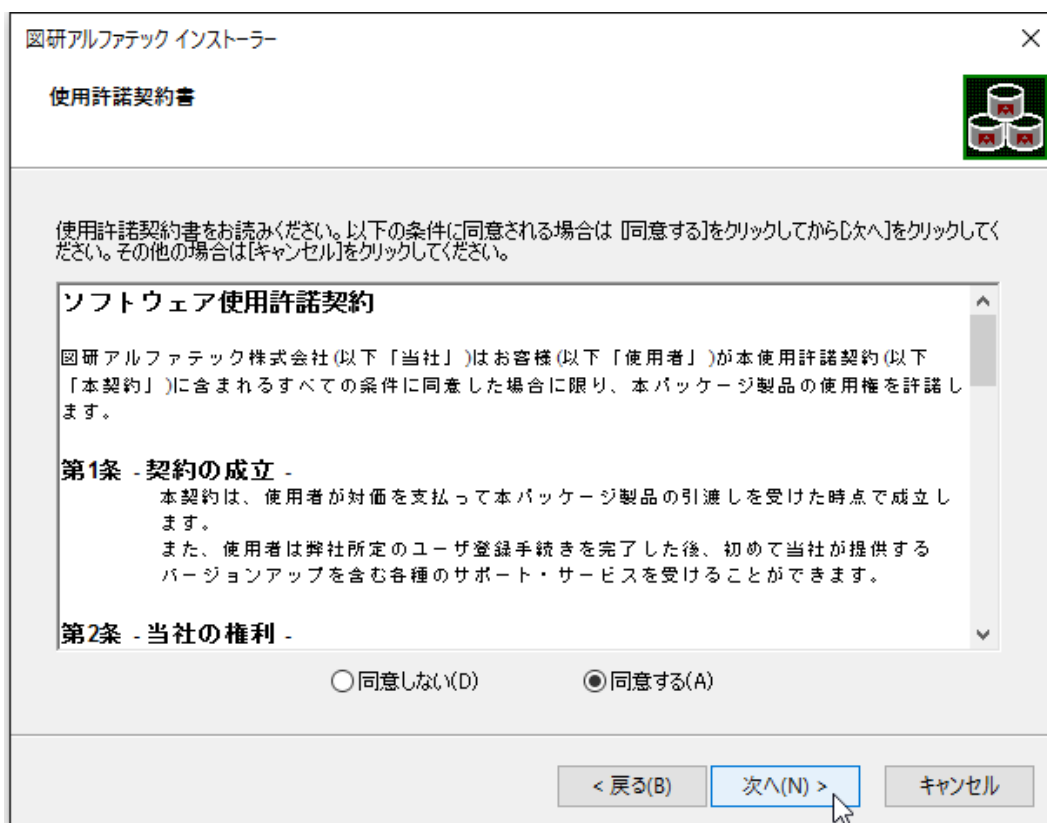 図研アルファテック インストーラー
使用許諾契約書
使用許諾契約書をお読みください。以下の条件に同意される場合は [同意する]をクリックしてから[次へ]をクリックしてく
ださい。その他の場合は[キャンセル]をクリックしてください。
ソフトウェア使用許諾契約
図研アルファテック株式会社(以下「当社」)はお客様(以下「使用者」)が本使用許諾契約(以下
「本契約」)に含まれるすべての条件に同意した場合に限り、本パッケージ製品の使用権を許諾し
ます。
第1条 - 契約の成立 -
本契約は、使用者が対価を支払って本パッケージ製品の引渡しを受けた時点で成立し
ます。
また、使用者は弊社所定のユーザ登録手続きを完了した後、初めて当社が提供する
バージョンアップを含む各種のサポート・サービスを受けることができます。
第2条 - 当社の権利 -
同意しない(D) 同意する(A)
< 戻る(B) 次へ(N) > キャンセル